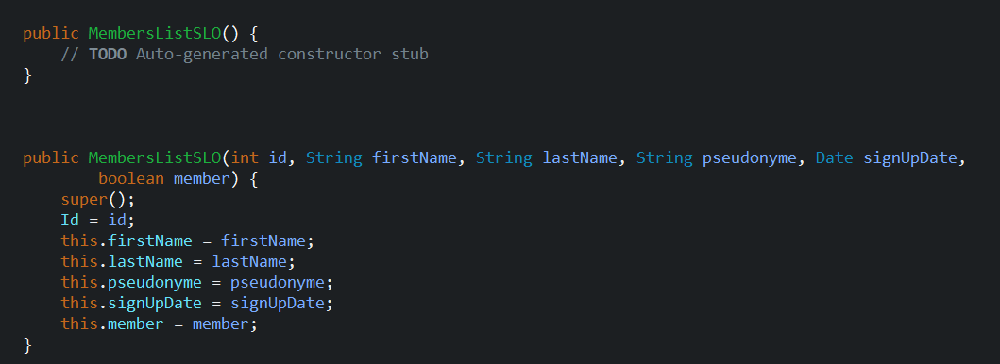 public MembersListSLO() {
// TODO Auto-generated constructor stub
}
public MembersListSLO(int id, String firstName, String lastName, String pseudonyme, Date signUpDate,
boolean member) {
super();
Id = id;
this.firstName = firstName;
this.lastName = lastName;
this.pseudonyme = pseudonyme;
this.signUpDate = signUpDate;
this.member = member;
}